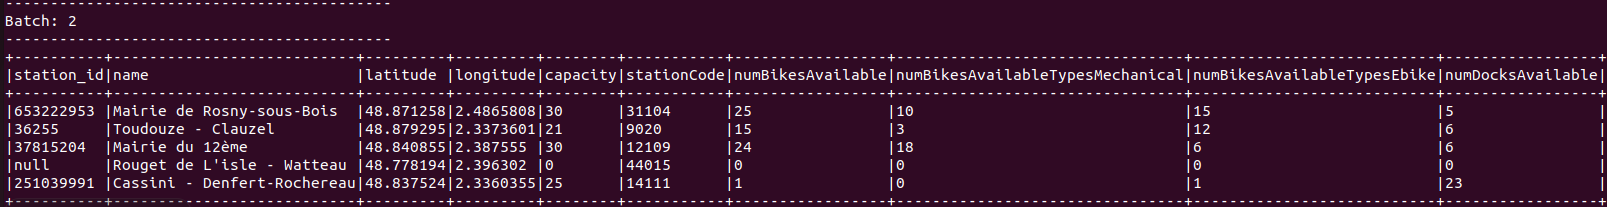 -------------------------------------------
Batch: 2
-------------------------------------------
+----------+----------------------------+---------+---------+--------+-----------+-----------------+--------------------------------+---------------------------+-----------------+
|station_id|name                        |latitude |longitude|capacity|stationCode|numBikesAvailable|numBikesAvailableTypesMechanical|numBikesAvailableTypesEbike|numDocksAvailable|
+----------+----------------------------+---------+---------+--------+-----------+-----------------+--------------------------------+---------------------------+-----------------+
|653222953 |Mairie de Rosny-sous-Bois   |48.871258|2.4865808|30      |31104      |25               |10                              |15                         |5                |
|36255     |Toudouze - Clauzel          |48.879295|2.3373601|21      |9020       |15               |3                               |12                         |6                |
|37815204  |Mairie du 12ème             |48.840855|2.387555 |30      |12109      |24               |18                              |6                          |6                |
|null      |Rouget de L'isle - Watteau  |48.778194|2.396302 |0       |44015      |0                |0                               |0                          |0                |
|251039991 |Cassini - Denfert-Rochereau|48.837524|2.3360355|25      |14111      |1                |0                               |1                          |23               |
+----------+----------------------------+---------+---------+--------+-----------+-----------------+--------------------------------+---------------------------+-----------------+